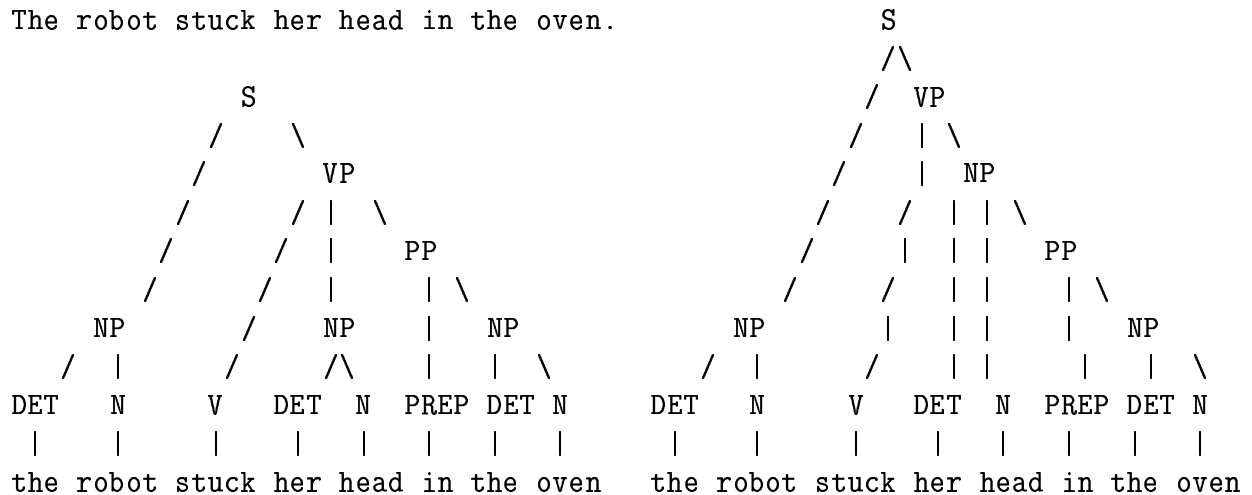 The robot stuck her head in the oven.
S
S
VP
VP
NP
PP
PP
NP NP NP
NP NP
DET N V DET N PREP DET N
DET N V DET N PREP DET N
the robot stuck her head in the oven
the robot stuck her head in the oven